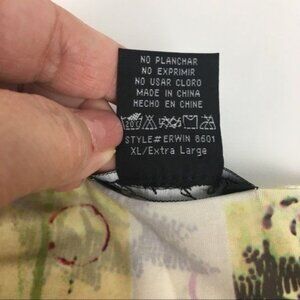 NO PLANCHAR
NO EXPRIMIR
NO USAR CLORO
MADE IN CHINA
HECHO EN CHINE
STYLE# ERWIN 8601
XL/Extra Large